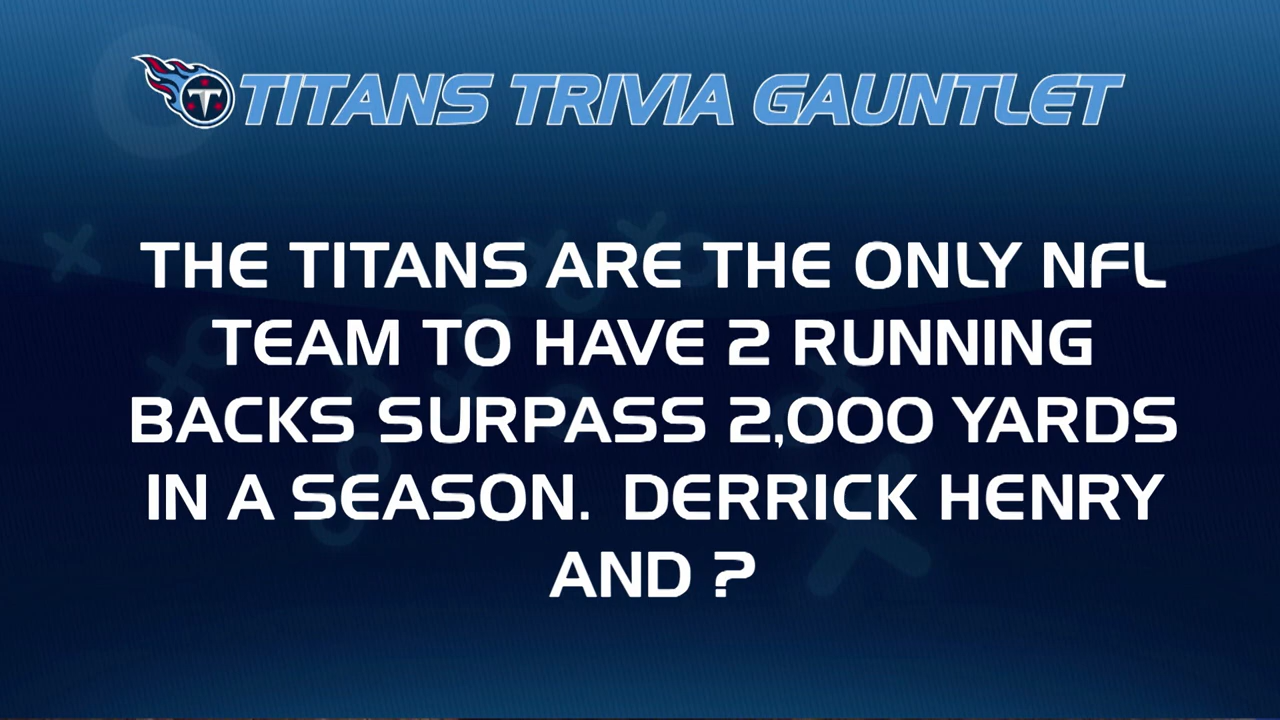 TITANS TRIVIA GAUNTLET
THE TITANS ARE THE ONLY NFL
TEAM TO HAVE 2 RUNNING
BACKS SURPASS 2,000 YARDS
IN A SEASON. DERRICK HENRY
AND ?